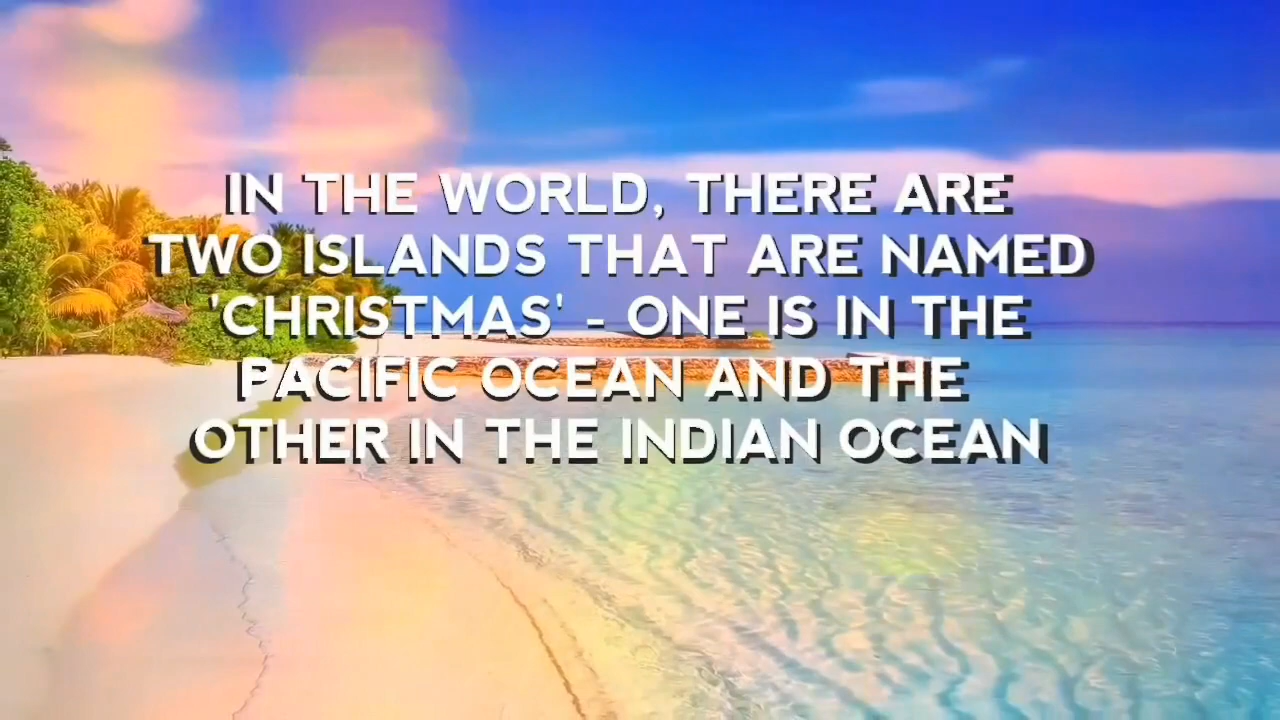 IN THE WORLD, THERE ARE
TWO ISLANDS THAT ARE NAMED
'CHRISTMAS' - ONE IS IN THE
PACIFIC OCEAN AND THE
OTHER IN THE INDIAN OCEAN